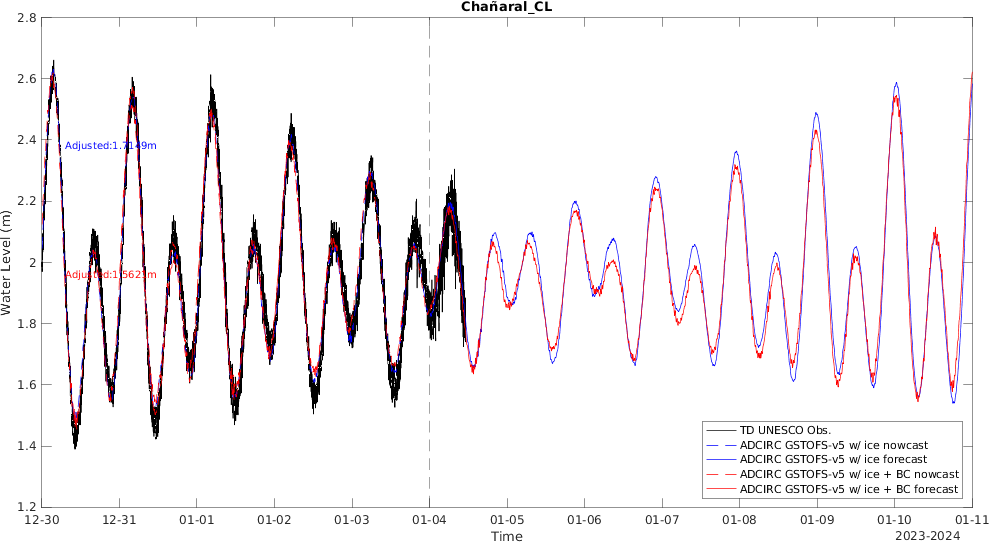 Chañaral_CL
2.8
2.6
2.4
2.2
2
1.8
1.6
1.4
1.2
Water Level (m)
Adjusted:1.7149m
TD UNESCO Obs.
ADCIRC GSTOFS-v5 w/ ice nowcast
ADCIRC GSTOFS-v5 w/ ice forecast
ADCIRC GSTOFS-v5 w/ ice + BC nowcast
ADCIRC GSTOFS-v5 w/ ice + BC forecast
12-30 12-31 01-01 01-02 01-03 01-04 01-05 01-06 01-07 01-08 01-09 01-10 01-11
Time
2023-2024